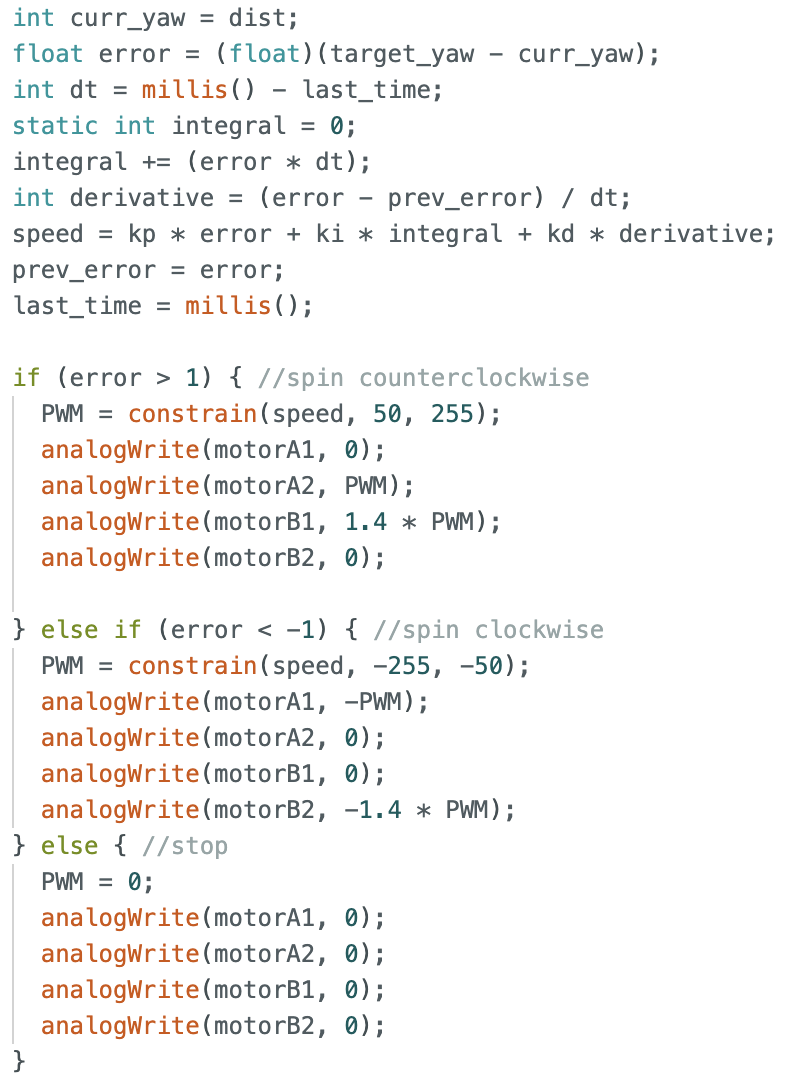 int curr_yaw = dist;
float error = (float)(target_yaw - curr_yaw);
int dt = millis() - last_time;
static int integral = 0;
integral += (error * dt);
int derivative = (error - prev_error) / dt;
speed = kp * error + ki * integral + kd * derivative;
prev_error = error;
last_time = millis();

if (error > 1) { //spin counterclockwise
  PWM = constrain(speed, 50, 255);
  analogWrite(motorA1, 0);
  analogWrite(motorA2, PWM);
  analogWrite(motorB1, 1.4 * PWM);
  analogWrite(motorB2, 0);

} else if (error < -1) { //spin clockwise
  PWM = constrain(speed, -255, -50);
  analogWrite(motorA1, -PWM);
  analogWrite(motorA2, 0);
  analogWrite(motorB1, 0);
  analogWrite(motorB2, -1.4 * PWM);
} else { //stop
  PWM = 0;
  analogWrite(motorA1, 0);
  analogWrite(motorA2, 0);
  analogWrite(motorB1, 0);
  analogWrite(motorB2, 0);
}